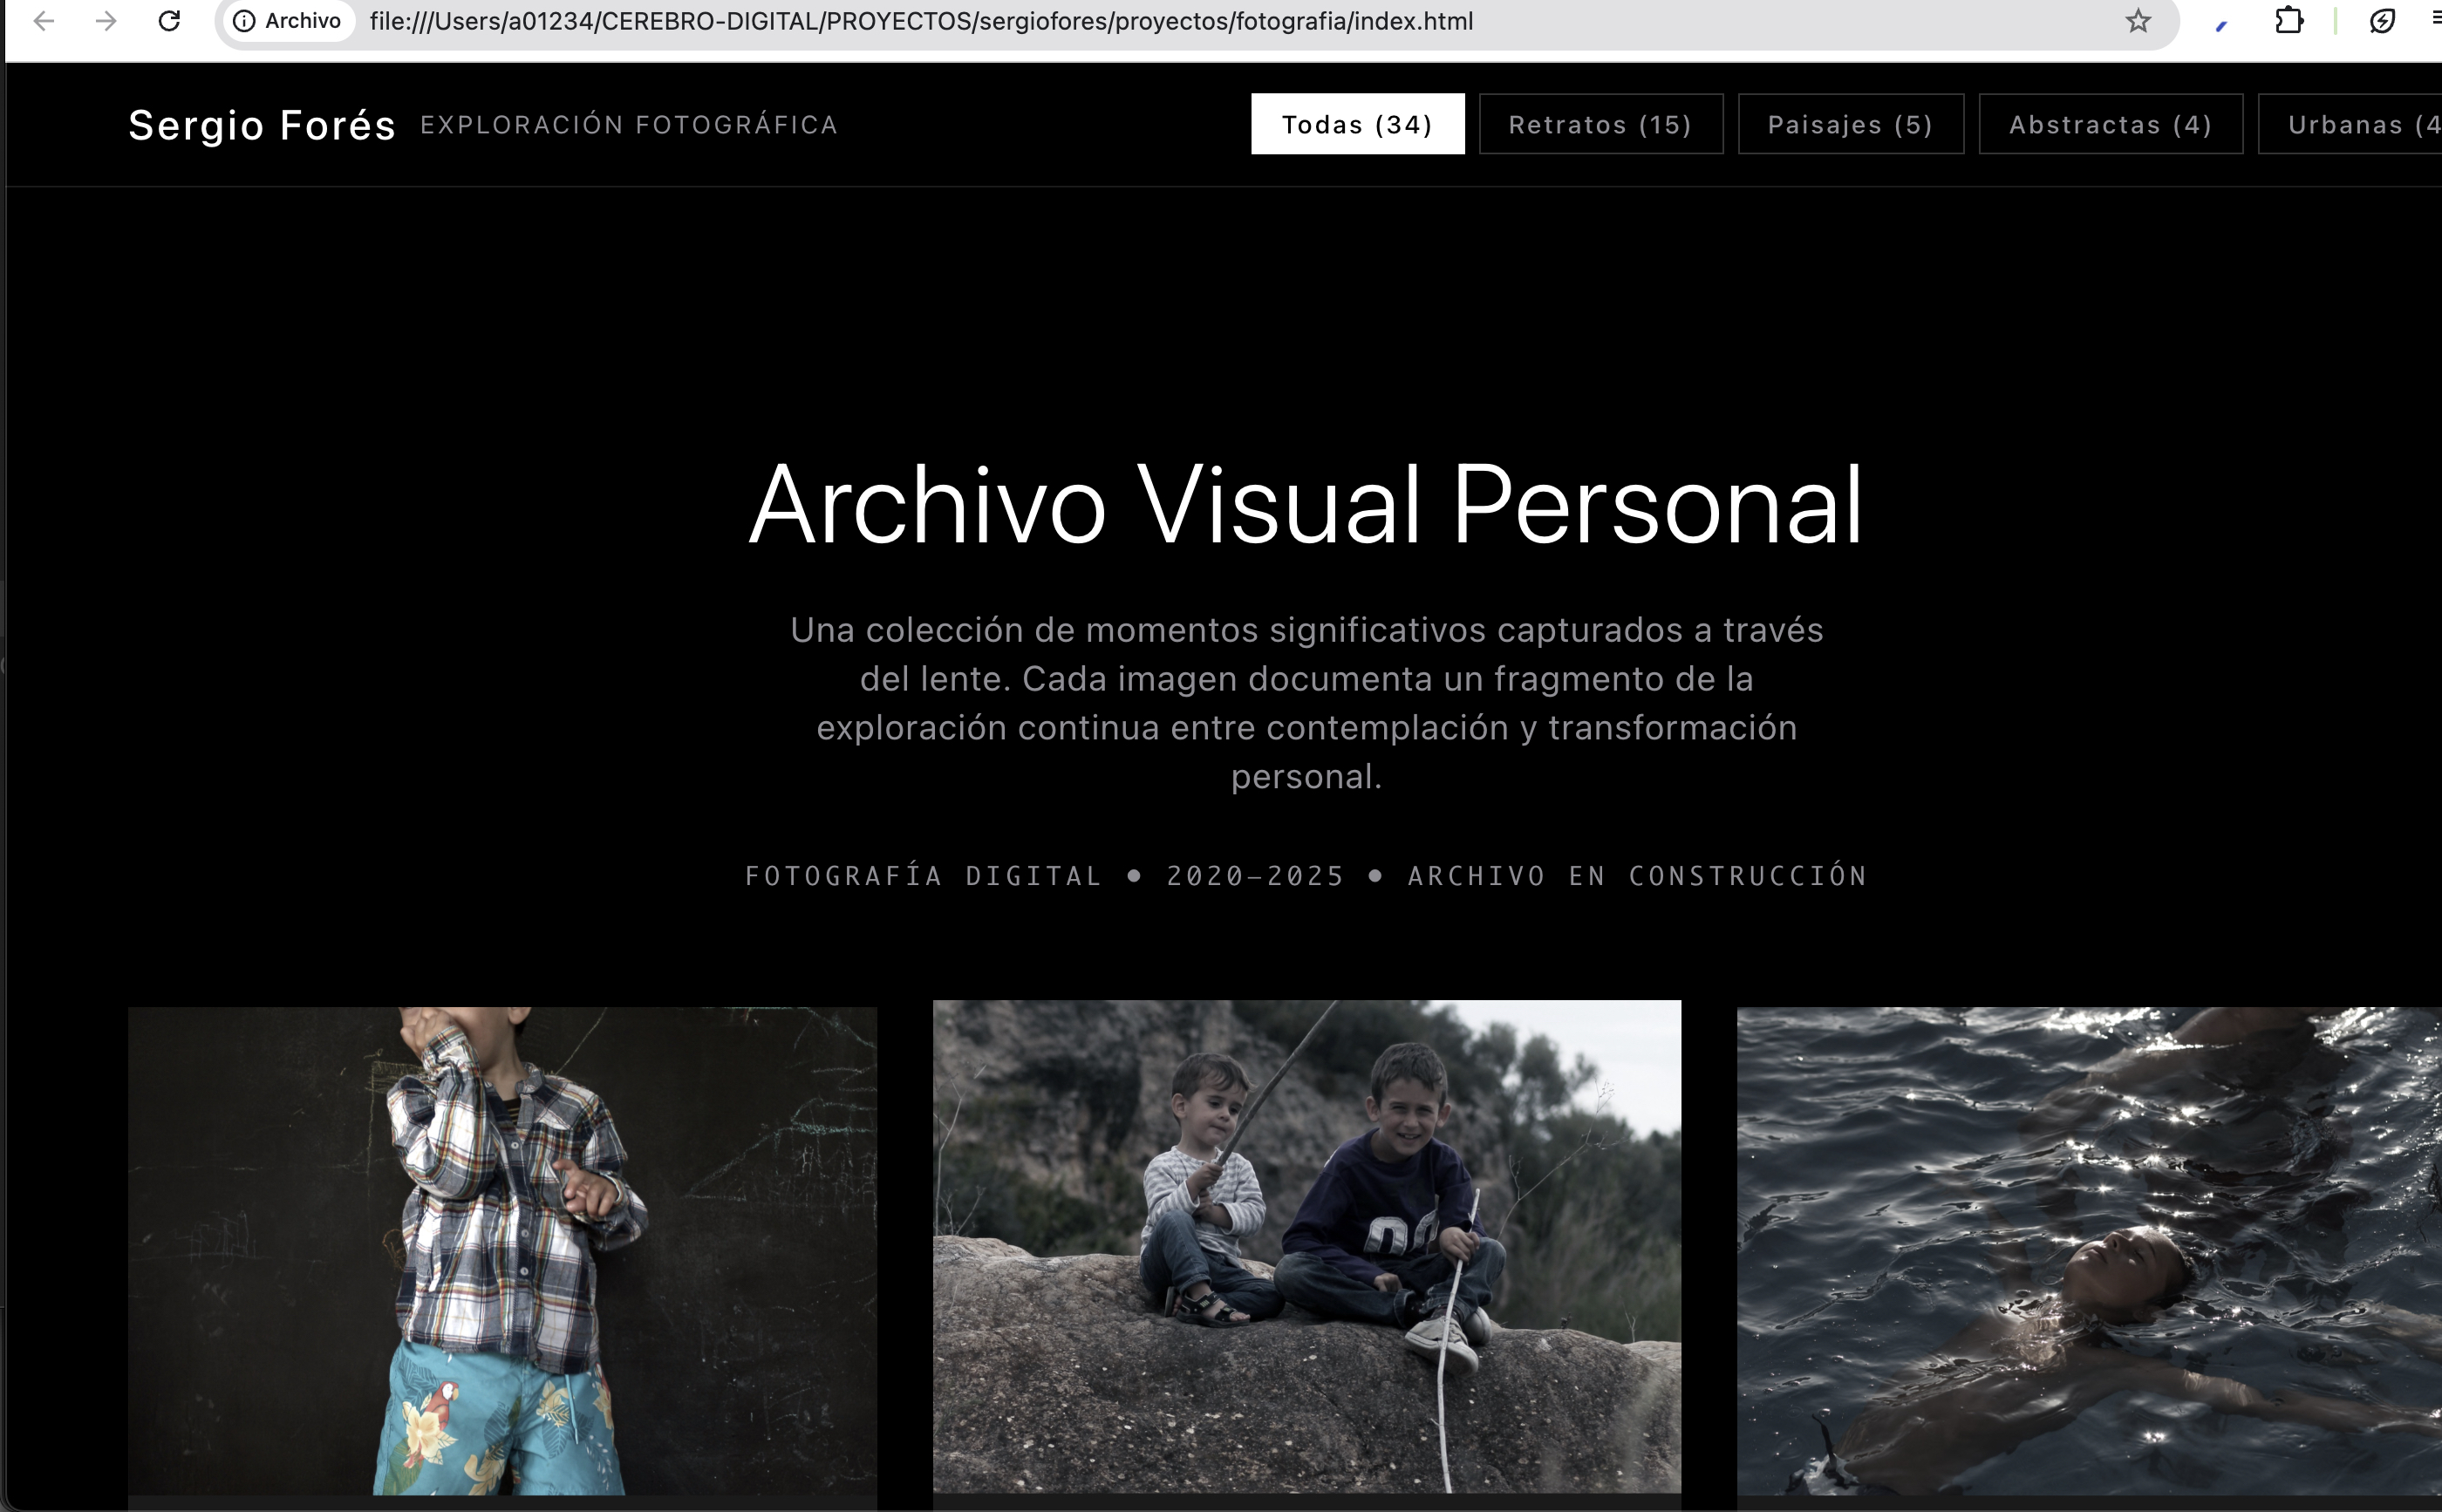 Archivo
file:///Users/a01234/CEREBRO-DIGITAL/PROYECTOS/sergiofores/proyectos/fotografia/index.html
Sergio Forés EXPLORACIÓN FOTOGRÁFICA
Todas (34) Retratos (15) Paisajes (5) Abstractas (4) Urbanas (4
Archivo Visual Personal
Una colección de momentos significativos capturados a través
del lente. Cada imagen documenta un fragmento de la
exploración continua entre contemplación y transformación
personal.
FOTOGRAFÍA DIGITAL ● 2020–2025 ● ARCHIVO EN CONSTRUCCIÓN